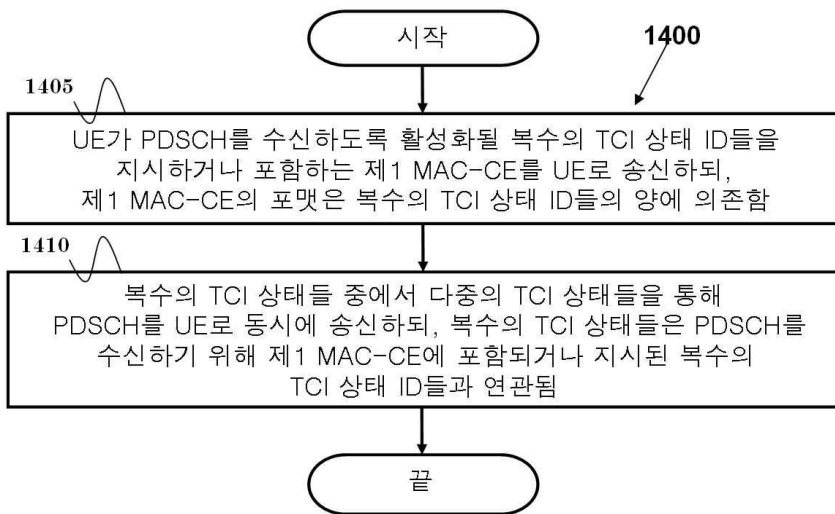 시작
1400
1405
UE가 PDSCH를 수신하도록 활성화될 복수의 TCI 상태 ID들을
지시하거나 포함하는 제1 MAC-CE를 UE로 송신하되,
제1 MAC-CE의 포맷은 복수의 TCI 상태 ID들의 양에 의존함
1410
복수의 TCI 상태들 중에서 다중의 TCI 상태들을 통해
PDSCH를 UE로 동시에 송신하되, 복수의 TCI 상태들은 PDSCH를
수신하기 위해 제1 MAC-CE에 포함되거나 지시된 복수의
TCI 상태 ID들과 연관됨
끝